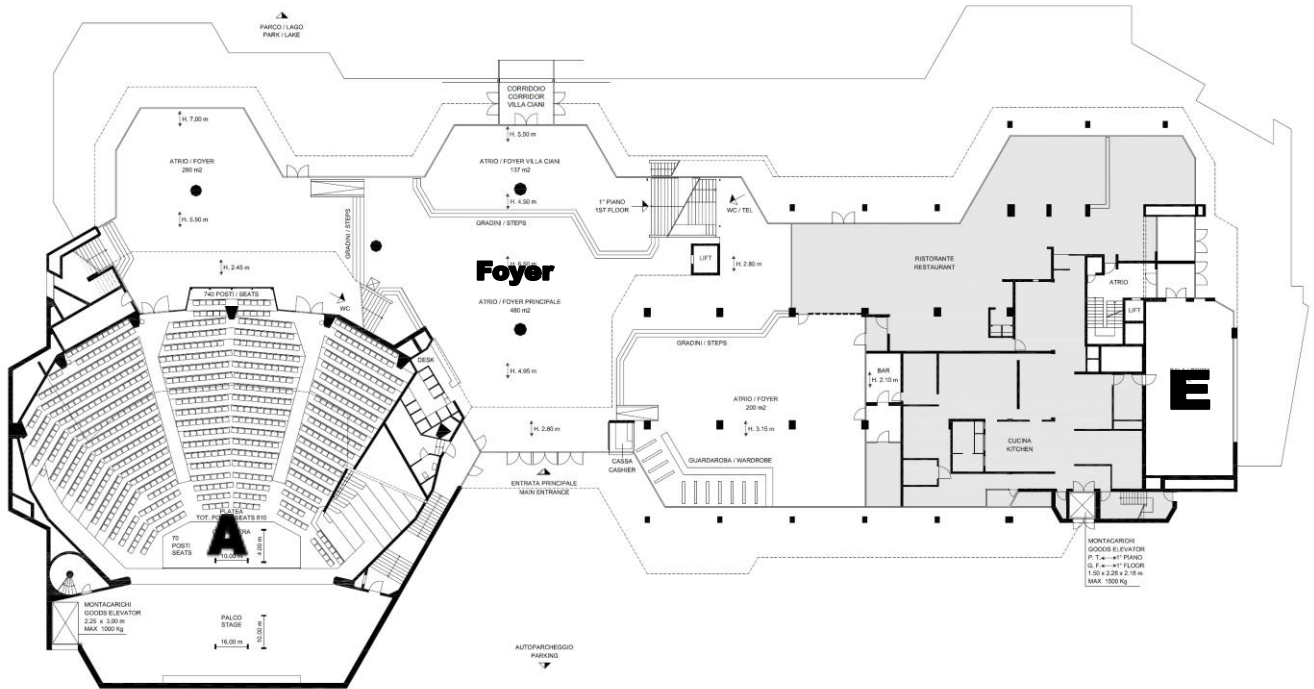 PARCO / LAGO
PARK / LAKE
CORRIDOIO
CORRIDOR
VILLA CIANI
H. 7.00 m
H. 5,50 m
ATRIO / FOYER
280 m2
ATRIO / FOYER VILLA CIANI
137 m2
H. 4.50 m
1° PIANO
1ST FLOOR
WC / TEL
H. 5.50 m
GRADINI / STEPS
GRADINI / STEPS
H. 2.45 m
Foyer
LIFT
H. 2.80 m
RISTORANTE
RESTAURANT
ATRIO
LIFT
740 POSTI / SEATS
WC
ATRIO / FOYER PRINCIPALE
460 m2
GRADINI / STEPS
DESK
H. 4.95 m
BAR
H. 2.10 m
E
ATRIO / FOYER
200 m2
H. 2.80 m
H. 3.15 m
CUCINA
KITCHEN
CASSA
CASHIER
GUARDAROBA / WARDROBE
ENTRATA PRINCIPALE
MAIN ENTRANCE
PLATEA
A
70
POSTI
SEATS
10.00 m
4.00 m
MONTACARICHI
GOODS ELEVATOR
P. T. 1° PIANO
G. F. 1° FLOOR
1.50 x 2.28 x 2.18 m
MAX 1500 Kg
MONTACARICHI
GOODS ELEVATOR
2.25 x 3.80 m
MAX 1000 Kg
PALCO
STAGE
16.00 m
10.00 m
AUTOPARCHEGGIO
PARKING